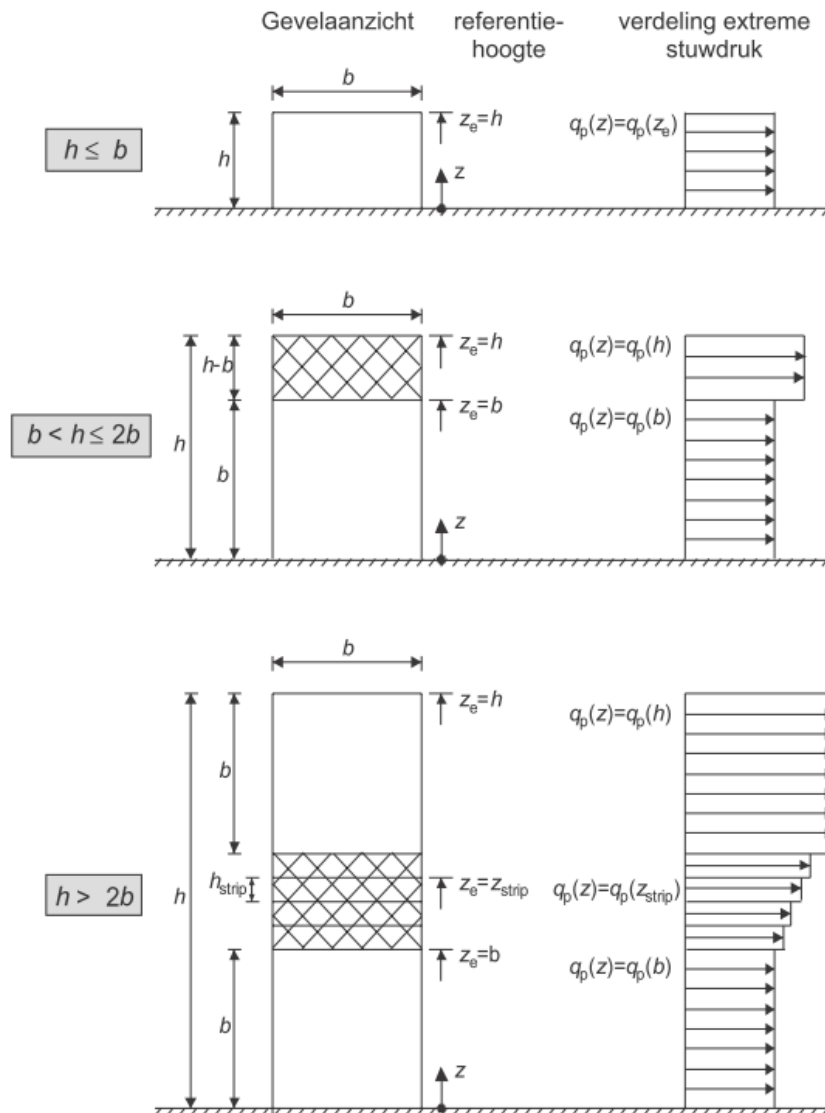 Gevelaanzicht referentie- verdeling extreme
hoogte stuwdruk
b
h ≤ b
h
z_e=h
z
q_p(z)=q_p(z_e)
b
b < h ≤ 2b
h
h-b
b
z_e=h
z_e=b
z
q_p(z)=q_p(h)
q_p(z)=q_p(b)
b
h > 2b
h
b
h_strip
b
z_e=h
z_e=z_strip
z_e=b
z
q_p(z)=q_p(h)
q_p(z)=q_p(z_strip)
q_p(z)=q_p(b)